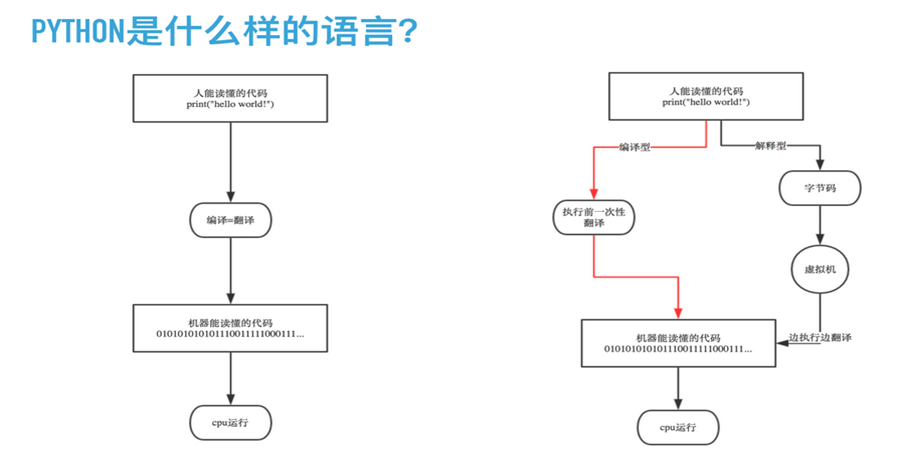 PYTHON是什么样的语言?
人能读懂的代码
print("hello world!")
编译=翻译
机器能读懂的代码
010101010101110011111000111...
cpu运行
人能读懂的代码
print("hello world!")
编译型
解释型
执行前一次性
翻译
字节码
虚拟机
边执行边翻译
机器能读懂的代码
010101010101110011111000111...
cpu运行